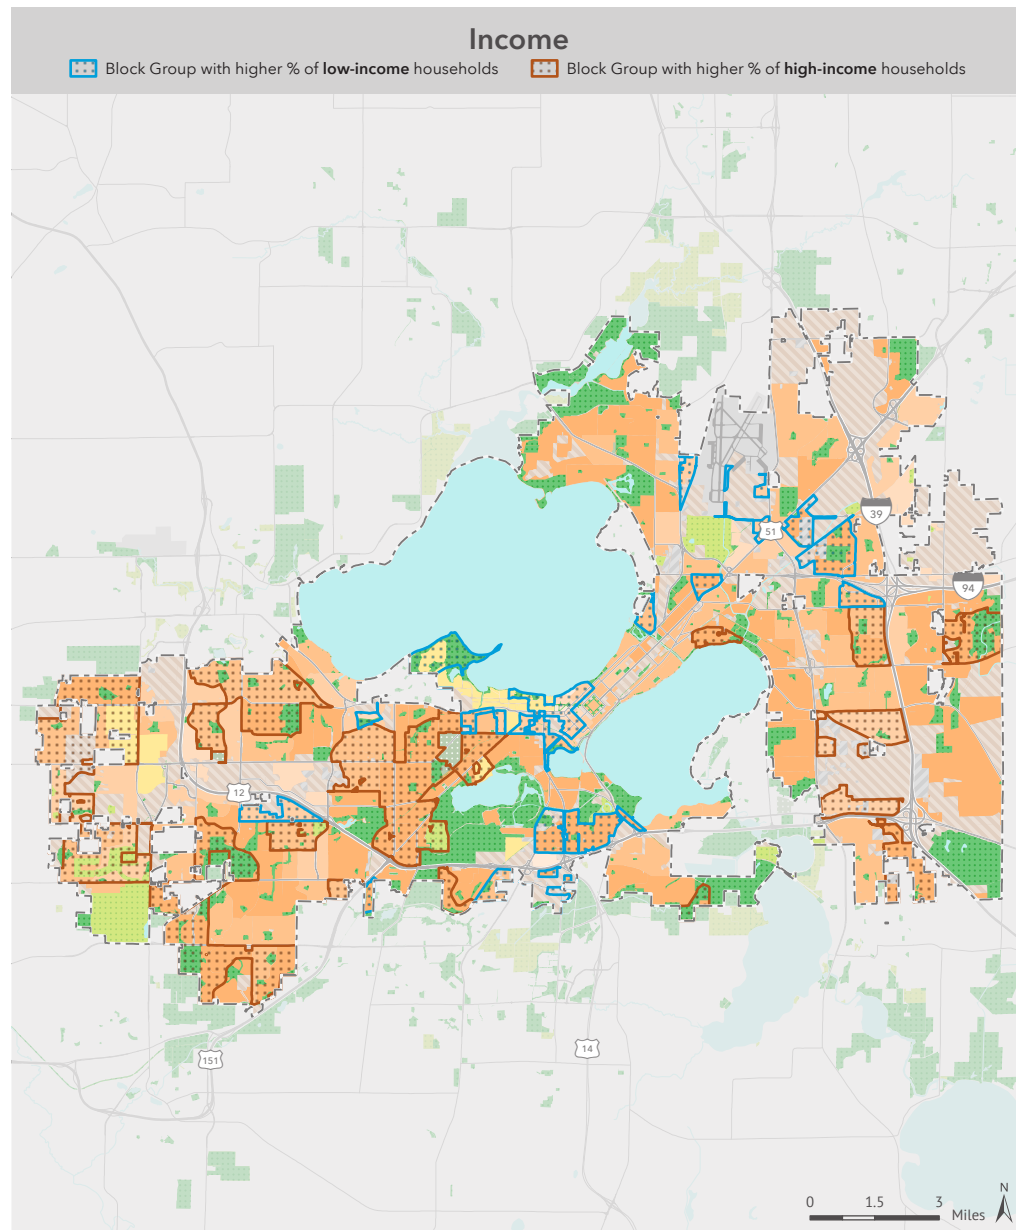 Income
Block Group with higher % of low-income households
Block Group with higher % of high-income households
39
51
94
12
14
151
N
0 1.5 3 Miles